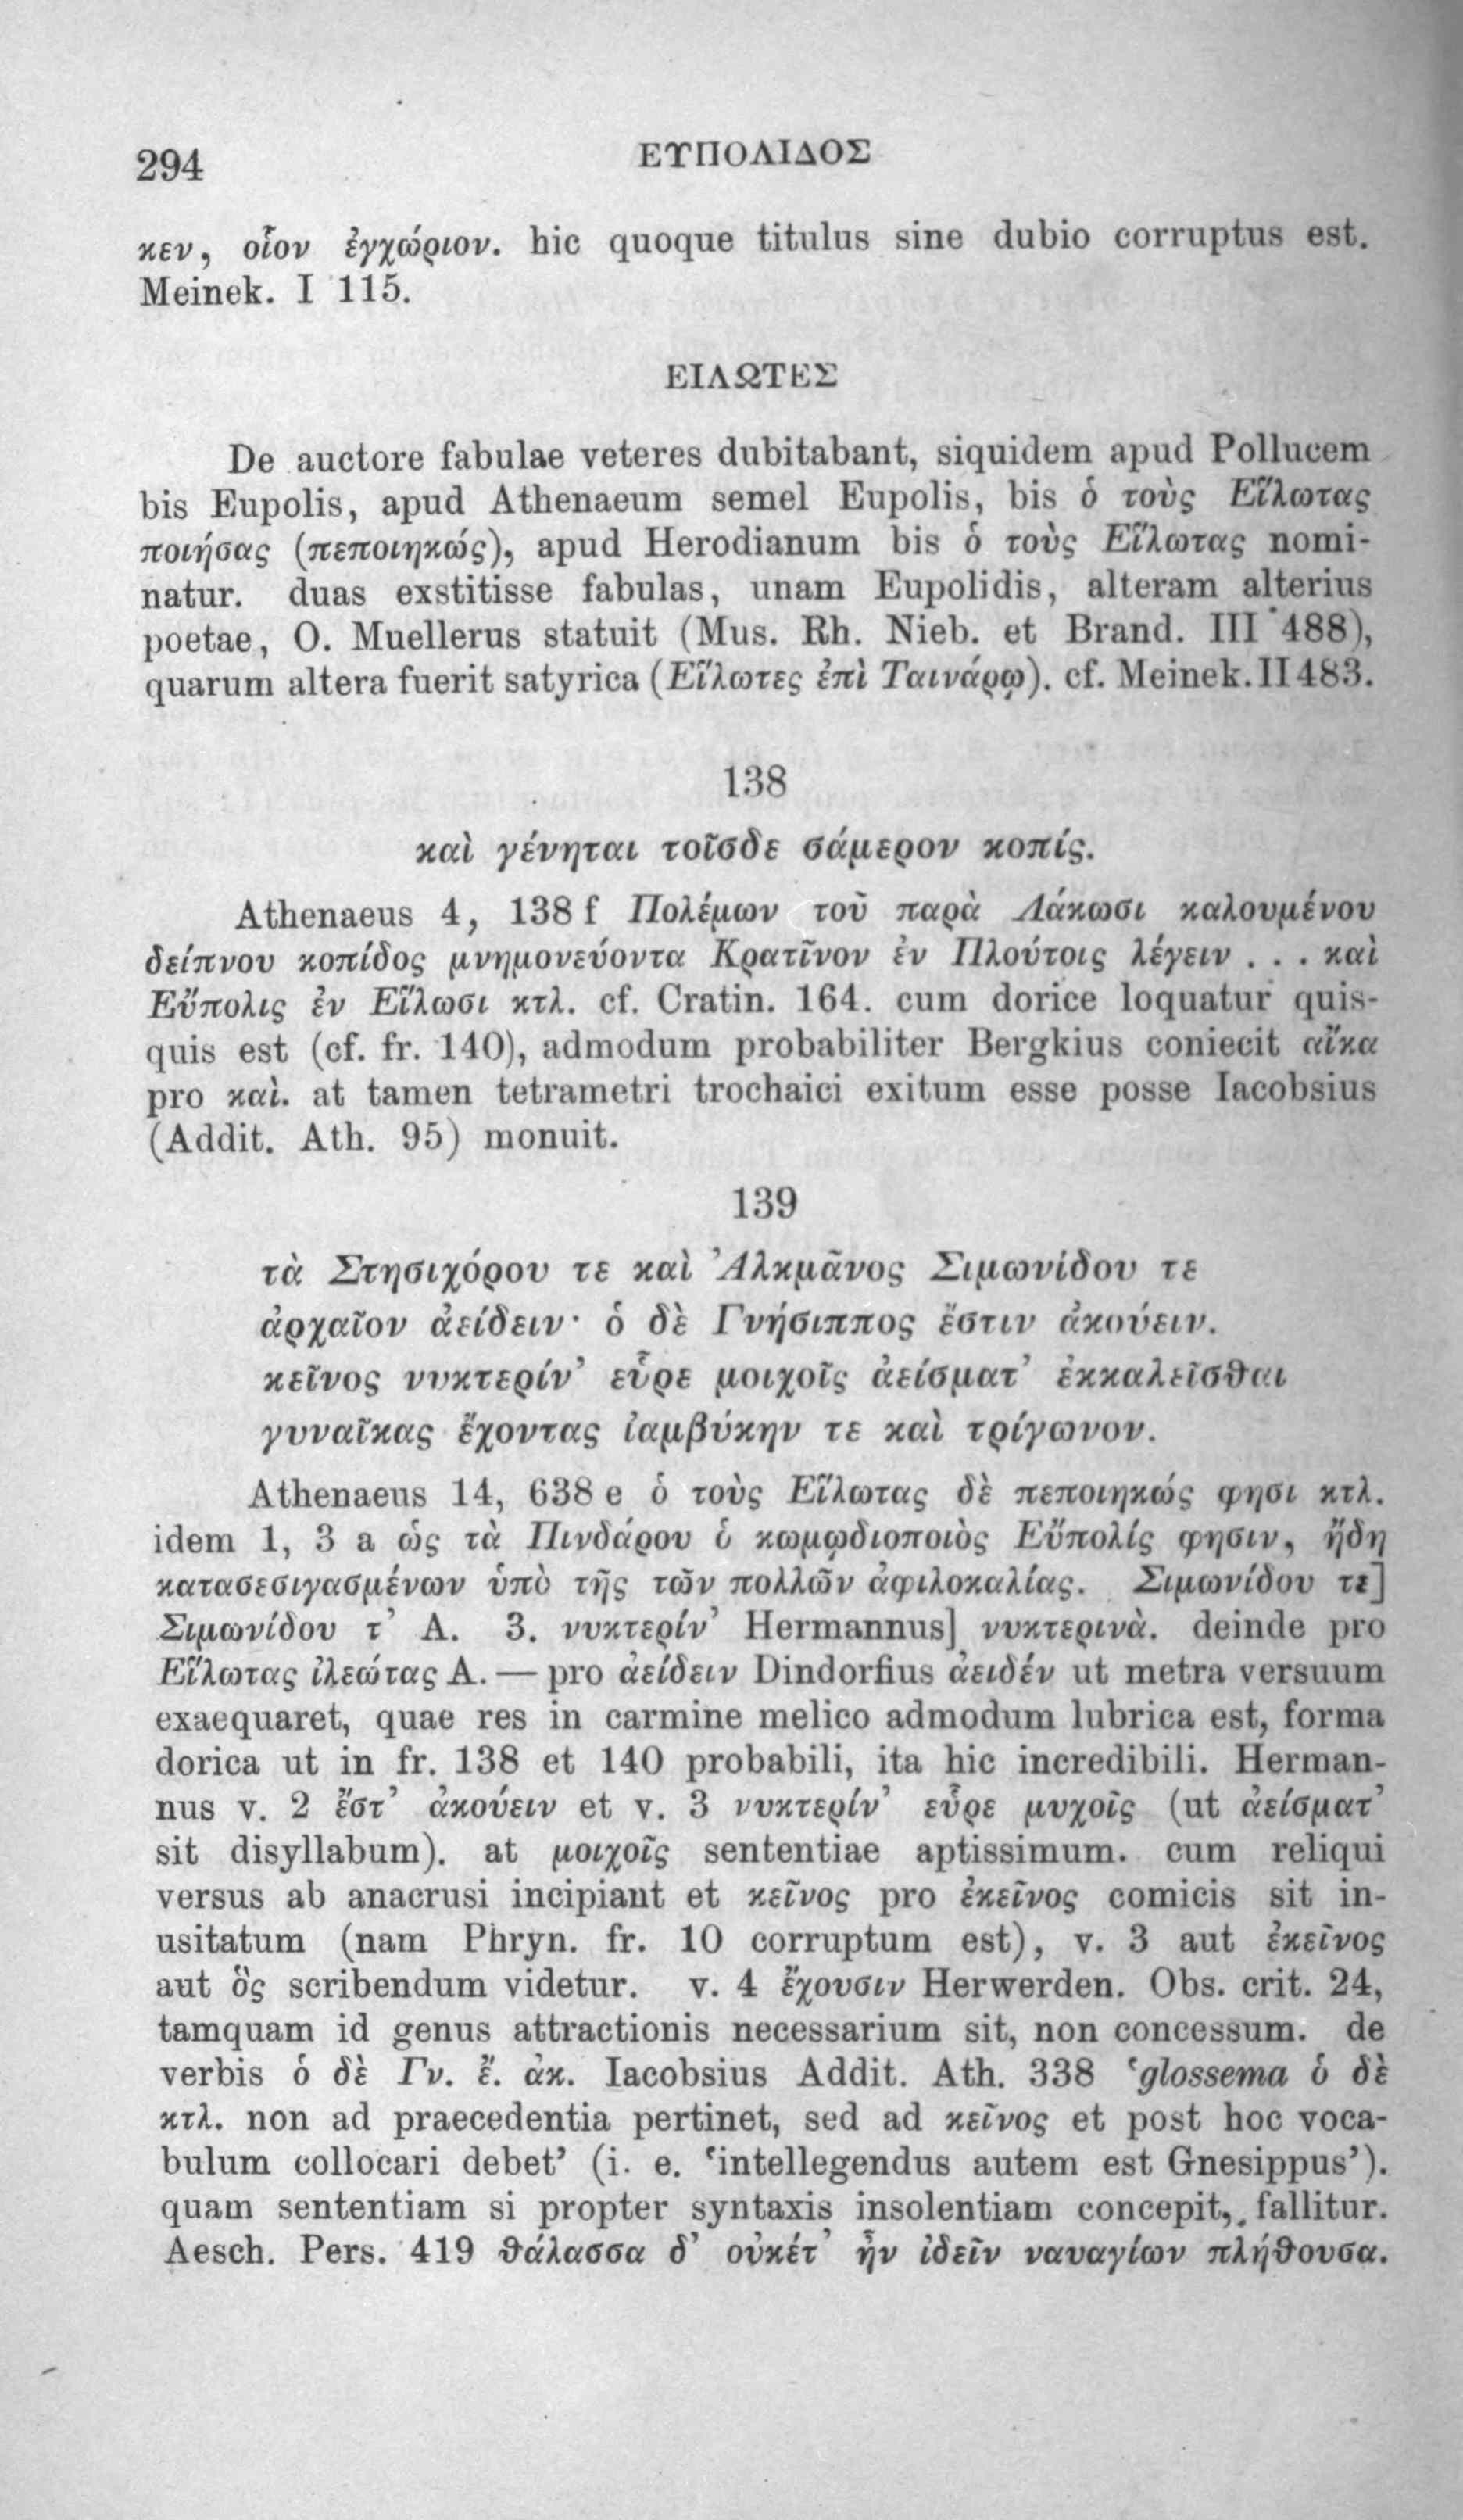 294
ΕΥΠΟΛΙΔΟΣ
κεν, οἷον ἐγχώριον. hic quoque titulus sine dubio corruptus est.
Meinek. I 115.
ΕΙΛΩΤΕΣ
De auctore fabulae veteres dubitabant, siquidem apud Pollucem
bis Eupolis, apud Athenaeum semel Eupolis, bis ὁ τοὺς Εἵλωτας
ποιήσας (πεποιηκώς), apud Herodianum bis ὁ τοὺς Εἵλωτας nomi-
natur. duas exstitisse fabulas, unam Eupolidis, alteram alterius
poetae, O. Muellerus statuit (Mus. Rh. Nieb. et Brand. III 488),
quarum altera fuerit satyrica (Εἵλωτες ἐπὶ Ταινάρῳ). cf. Meinek. II 483.
138
καὶ γένηται τοῖσδε σάμερον κοπίς.
Athenaeus 4, 138 f Πολέμων τοῦ παρὰ Λάκωσι καλουμένου
δείπνου κοπίδος μνημονεύοντα Κρατῖνον ἐν Πλούτοις λέγειν . . . καὶ
Εὔπολις ἐν Εἵλωσι κτλ. cf. Cratin. 164. cum dorice loquatur quis-
quis est (cf. fr. 140), admodum probabiliter Bergkius coniecit αἴκα
pro καὶ. at tamen tetrametri trochaici exitum esse posse Iacobsius
(Addit. Ath. 95) monuit.
139
τὰ Στησιχόρου τε καὶ Ἀλκμᾶνος Σιμωνίδου τε
ἀρχαῖον ἀείδειν· ὁ δὲ Γνήσιππος ἔστιν ἀκούειν.
κεῖνος νυκτερίν’ εὗρε μοιχοῖς ἀείσματ’ ἐκκαλεῖσθαι
γυναῖκας ἔχοντας ἰαμβύκην τε καὶ τρίγωνον.
Athenaeus 14, 638 e ὁ τοὺς Εἵλωτας δὲ πεποιηκώς φησι κτλ.
idem 1, 3 a ὡς τὰ Πινδάρου ὁ κωμῳδιοποιὸς Εὔπολίς φησιν, ἤδη
κατασεσιγασμένων ὑπὸ τῆς τῶν πολλῶν ἀφιλοκαλίας. Σιμωνίδου τε]
Σιμωνίδου τ’ A. 3. νυκτερίν’ Hermannus] νυκτερινὰ. deinde pro
Εἵλωτας ἰλεώτας A. — pro ἀείδειν Dindorfius ἀειδέν ut metra versuum
exaequaret, quae res in carmine melico admodum lubrica est, forma
dorica ut in fr. 138 et 140 probabili, ita hic incredibili. Herman-
nus v. 2 ἔστ’ ἀκούειν et v. 3 νυκτερίν’ εὗρε μυχοῖς (ut ἀείσματ’
sit disyllabum). at μοιχοῖς sententiae aptissimum. cum reliqui
versus ab anacrusi incipiant et κεῖνος pro ἐκεῖνος comicis sit in-
usitatum (nam Phryn. fr. 10 corruptum est), v. 3 aut ἐκεῖνος
aut ὃς scribendum videtur. v. 4 ἔχουσιν Herwerden. Obs. crit. 24,
tamquam id genus attractionis necessarium sit, non concessum. de
verbis ὁ δὲ Γν. ἔ. ἀκ. Iacobsius Addit. Ath. 338 ‘glossema ὁ δὲ
κτλ. non ad praecedentia pertinet, sed ad κεῖνος et post hoc voca-
bulum collocari debet’ (i. e. ‘intellegendus autem est Gnesippus’).
quam sententiam si propter syntaxis insolentiam concepit, fallitur.
Aesch. Pers. 419 θάλασσα δ’ οὐκέτ’ ἦν ἰδεῖν ναυαγίων πλήθουσα.